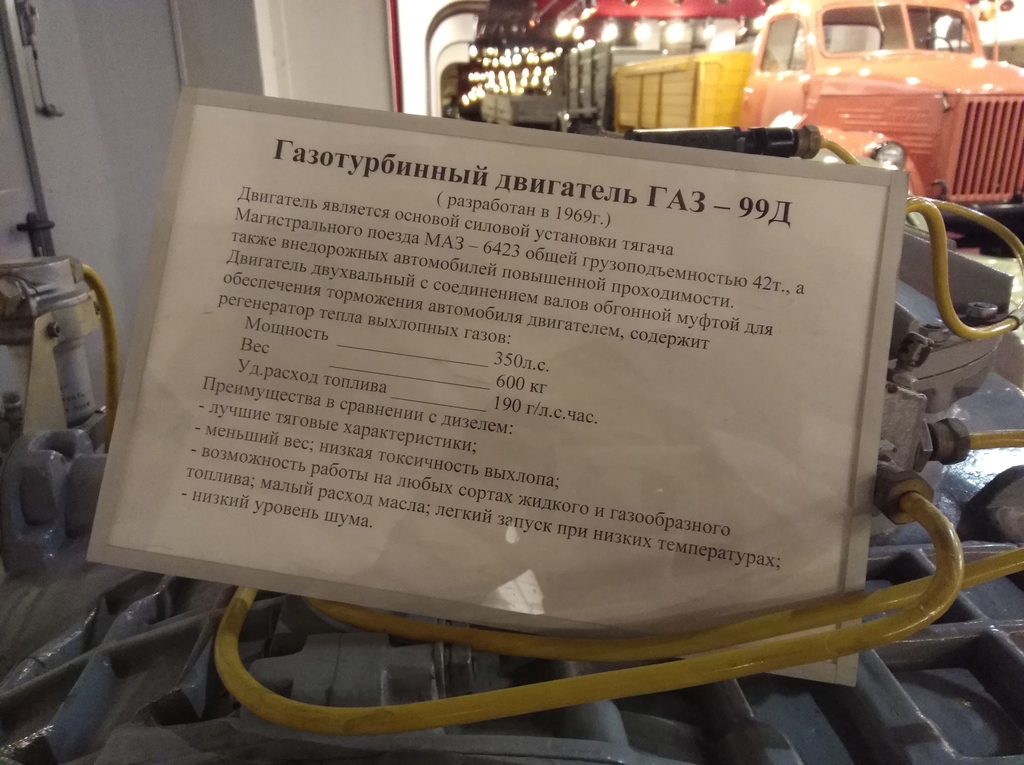 Газотурбинный двигатель ГАЗ – 99Д
( разработан в 1969г.)
Двигатель является основой силовой установки тягача
Магистрального поезда МАЗ – 6423 общей грузоподъемностью 42т., а
также внедорожных автомобилей повышенной проходимости.
Двигатель двухвальный с соединением валов обгонной муфтой для
обеспечения торможения автомобиля двигателем, содержит
регенератор тепла выхлопных газов:
Мощность ________________ 350л.с.
Вес ________________ 600 кг
Уд.расход топлива __________ 190 г/л.с.час.
Преимущества в сравнении с дизелем:
- лучшие тяговые характеристики;
- меньший вес; низкая токсичность выхлопа;
- возможность работы на любых сортах жидкого и газообразного
топлива; малый расход масла; легкий запуск при низких температурах;
- низкий уровень шума.